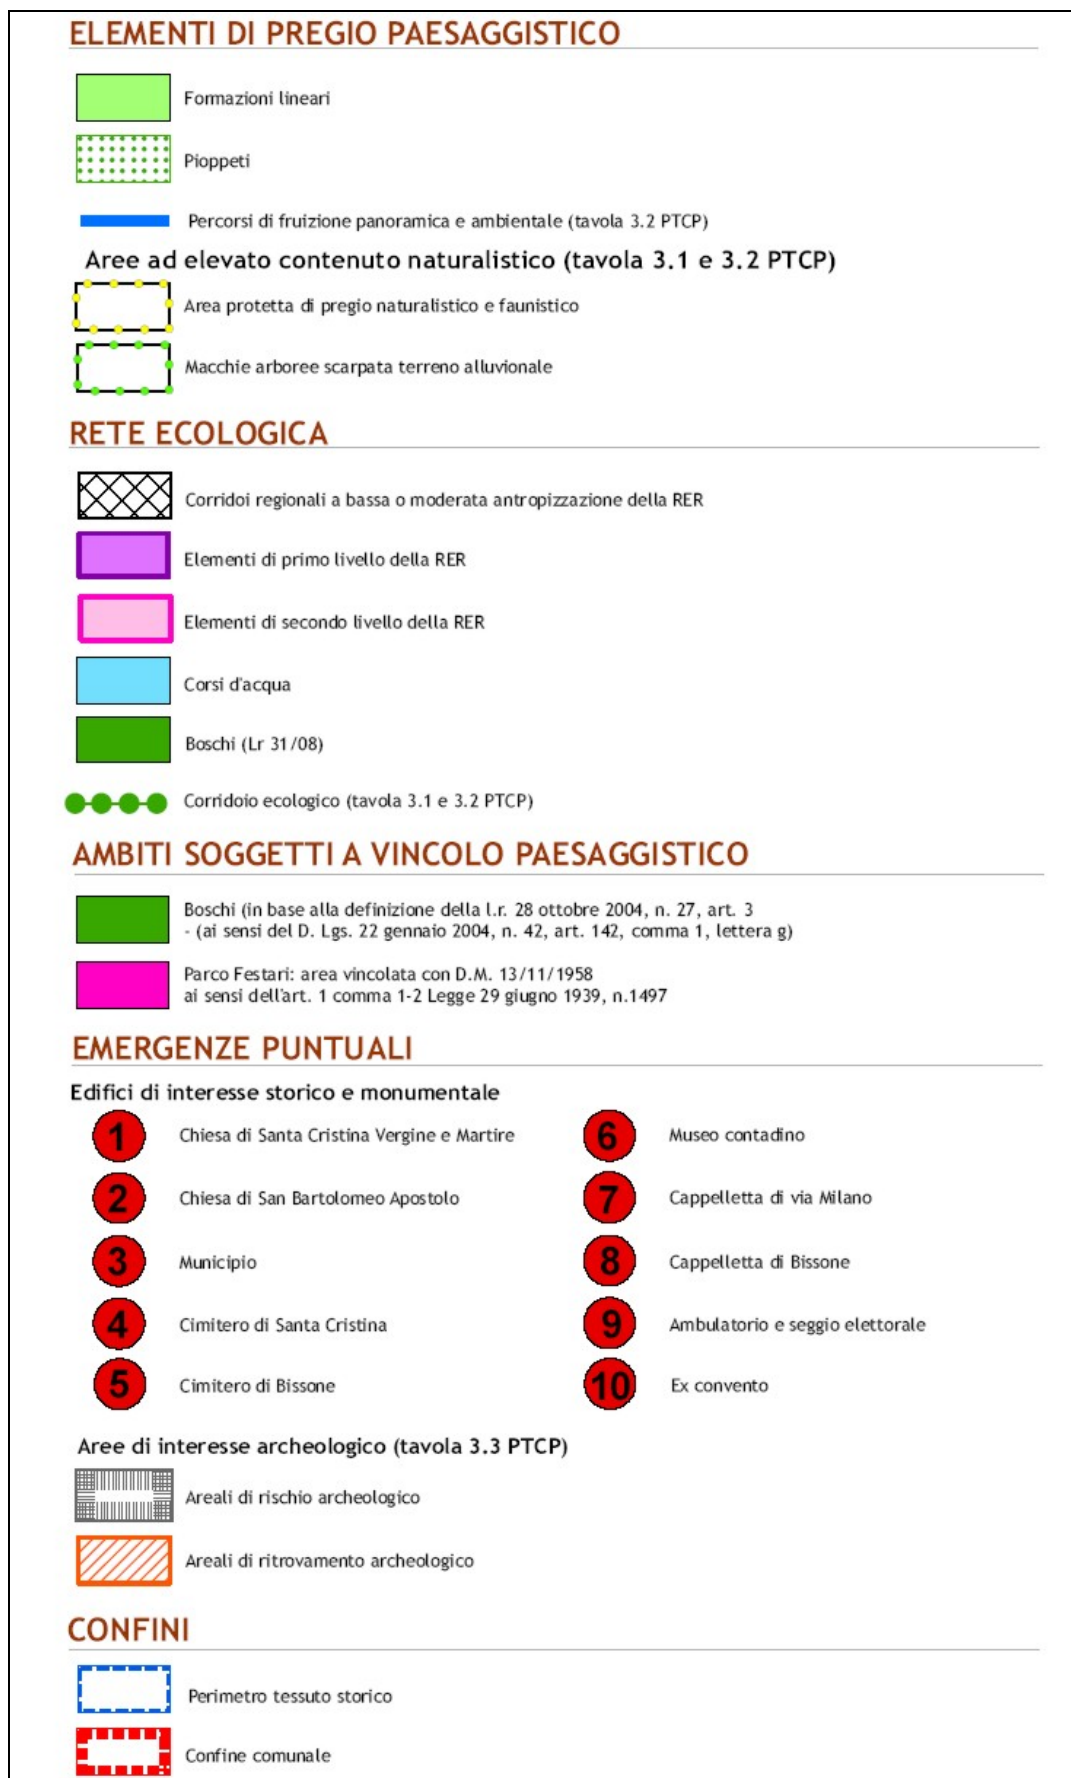 ELEMENTI DI PREGIO PAESAGGISTICO
Formazioni lineari
Pioppeti
Percorsi di fruizione panoramica e ambientale (tavola 3.2 PTCP)
Aree ad elevato contenuto naturalistico (tavola 3.1 e 3.2 PTCP)
Area protetta di pregio naturalistico e faunistico
Macchie arboree scarpata terreno alluvionale
RETE ECOLOGICA
Corridoi regionali a bassa o moderata antropizzazione della RER
Elementi di primo livello della RER
Elementi di secondo livello della RER
Corsi d'acqua
Boschi (Lr 31/08)
Corridoio ecologico (tavola 3.1 e 3.2 PTCP)
AMBITI SOGGETTI A VINCOLO PAESAGGISTICO
Boschi (in base alla definizione della l.r. 28 ottobre 2004, n. 27, art. 3
- (ai sensi del D. Lgs. 22 gennaio 2004, n. 42, art. 142, comma 1, lettera g)
Parco Festari: area vincolata con D.M. 13/11/1958
ai sensi dell'art. 1 comma 1-2 Legge 29 giugno 1939, n.1497
EMERGENZE PUNTUALI
Edifici di interesse storico e monumentale
1 Chiesa di Santa Cristina Vergine e Martire
2 Chiesa di San Bartolomeo Apostolo
3 Municipio
4 Cimitero di Santa Cristina
5 Cimitero di Bissone
6 Museo contadino
7 Cappelletta di via Milano
8 Cappelletta di Bissone
9 Ambulatorio e seggio elettorale
10 Ex convento
Aree di interesse archeologico (tavola 3.3 PTCP)
Areali di rischio archeologico
Areali di ritrovamento archeologico
CONFINI
Perimetro tessuto storico
Confine comunale